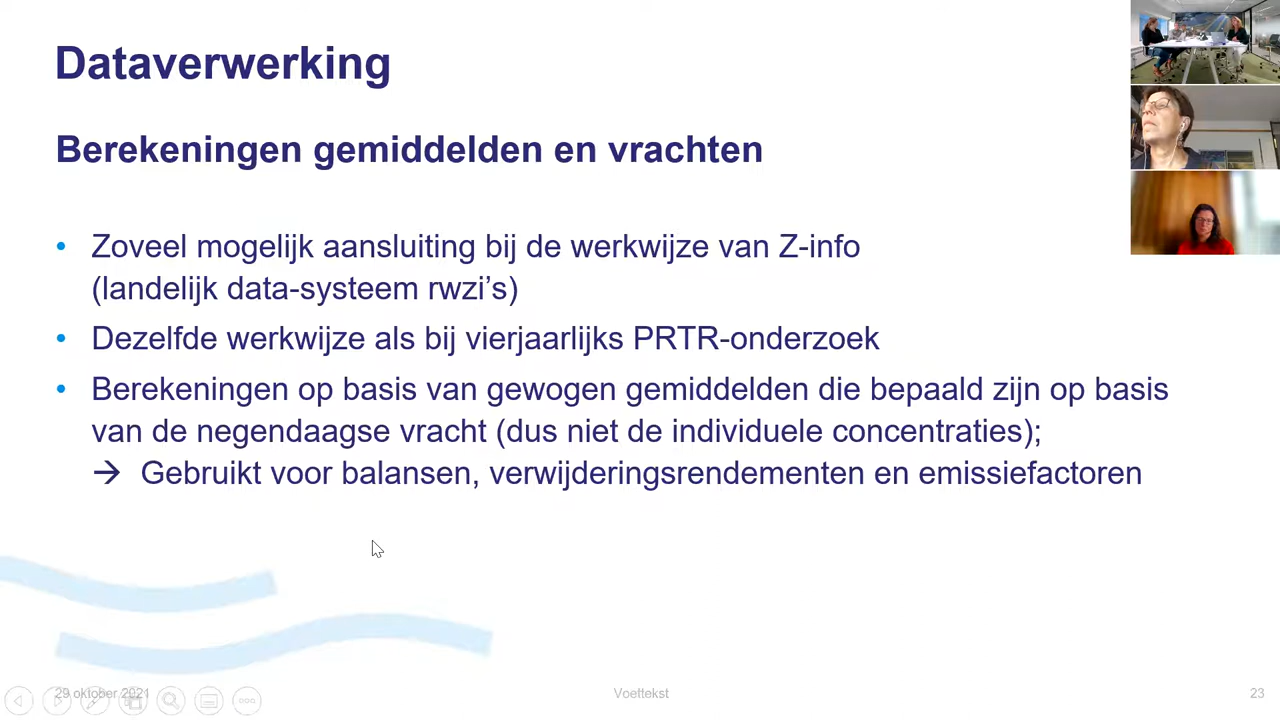 Dataverwerking
Berekeningen gemiddelden en vrachten
• Zoveel mogelijk aansluiting bij de werkwijze van Z-info
(landelijk data-systeem rwzi’s)
• Dezelfde werkwijze als bij vierjaarlijks PRTR-onderzoek
• Berekeningen op basis van gewogen gemiddelden die bepaald zijn op basis
van de negendaagse vracht (dus niet de individuele concentraties);
→ Gebruikt voor balansen, verwijderingsrendementen en emissiefactoren
29 oktober 2021
Voettekst
23